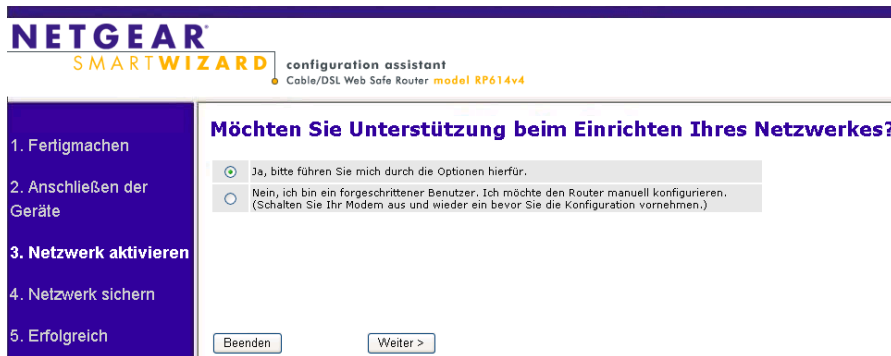 NETGEAR
SMARTWIZARD
configuration assistant
Cable/DSL Web Safe Router model RP614v4
1. Fertigmachen
2. Anschließen der
Geräte
3. Netzwerk aktivieren
4. Netzwerk sichern
5. Erfolgreich
Möchten Sie Unterstützung beim Einrichten Ihres Netzwerkes?
Ja, bitte führen Sie mich durch die Optionen hierfür.
Nein, ich bin ein forgeschrittener Benutzer. Ich möchte den Router manuell konfigurieren.
(Schalten Sie Ihr Modem aus und wieder ein bevor Sie die Konfiguration vornehmen.)
Beenden
Weiter >